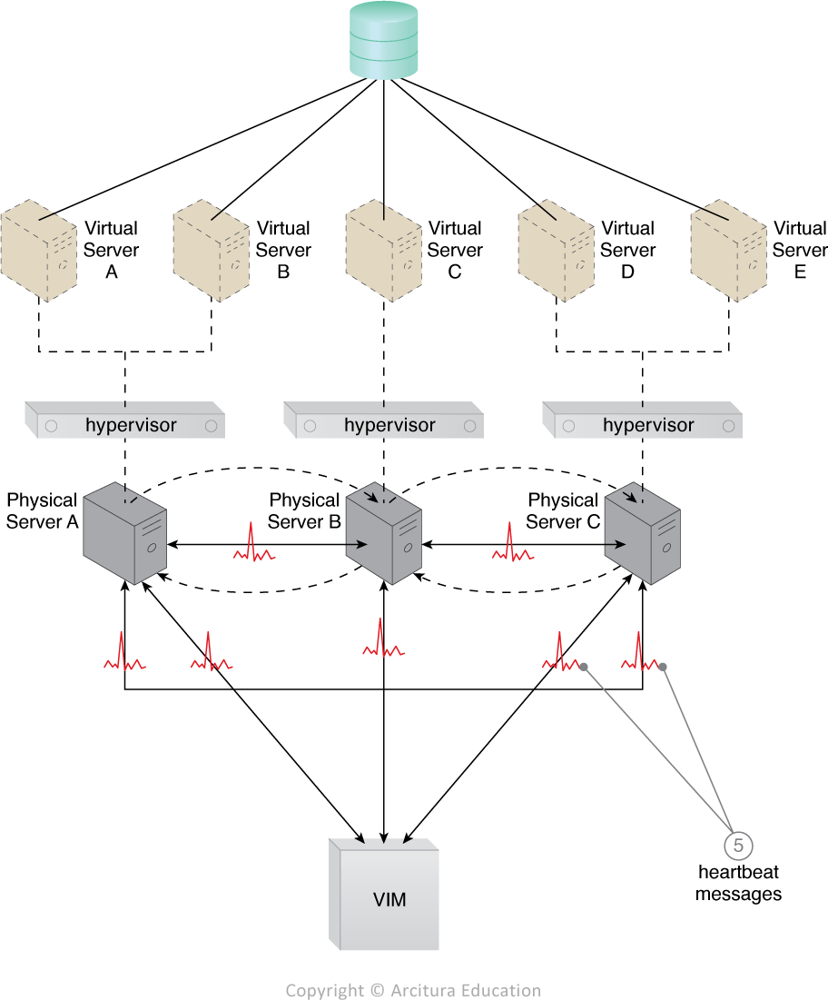 Virtual
Server
A
Virtual
Server
B
Virtual
Server
C
Virtual
Server
D
Virtual
Server
E
hypervisor
hypervisor
hypervisor
Physical
Server A
Physical
Server B
Physical
Server C
5
heartbeat
messages
VIM
Copyright © Arcitura Education